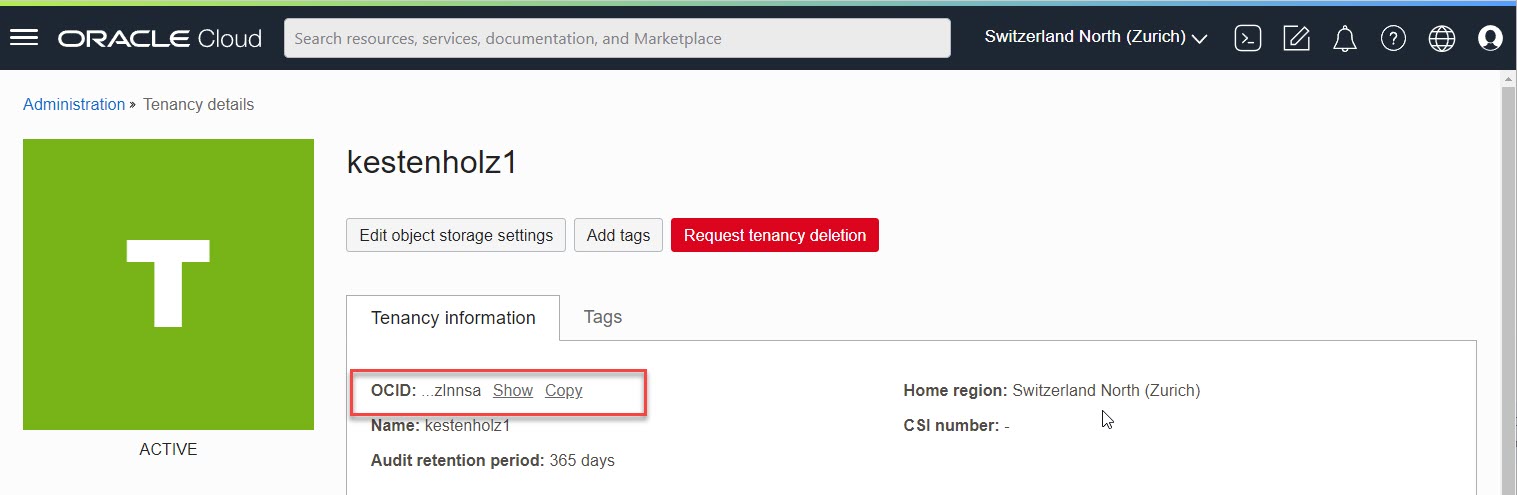 ORACLE Cloud
Search resources, services, documentation, and Marketplace
Switzerland North (Zurich)
Administration » Tenancy details
T
ACTIVE
kestenholz1
Edit object storage settings
Add tags
Request tenancy deletion
Tenancy information
Tags
OCID: ...zlnnsa Show Copy
Name: kestenholz1
Audit retention period: 365 days
Home region: Switzerland North (Zurich)
CSI number: -